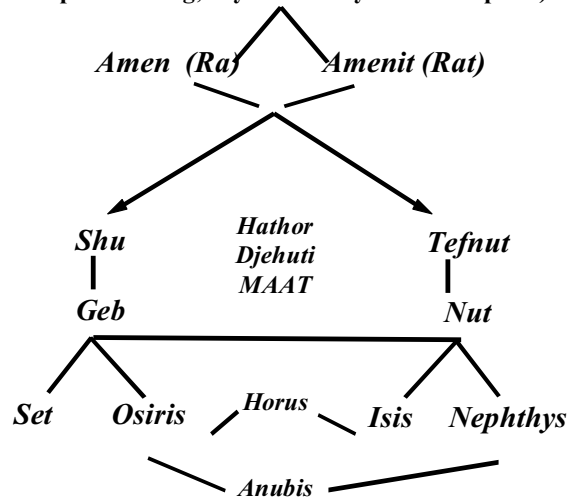 Amen (Ra) Amenit (Rat)
Shu Hathor Tefnut
Djehuti
MAAT
Geb Nut
Set Osiris Horus Isis Nephthys
Anubis